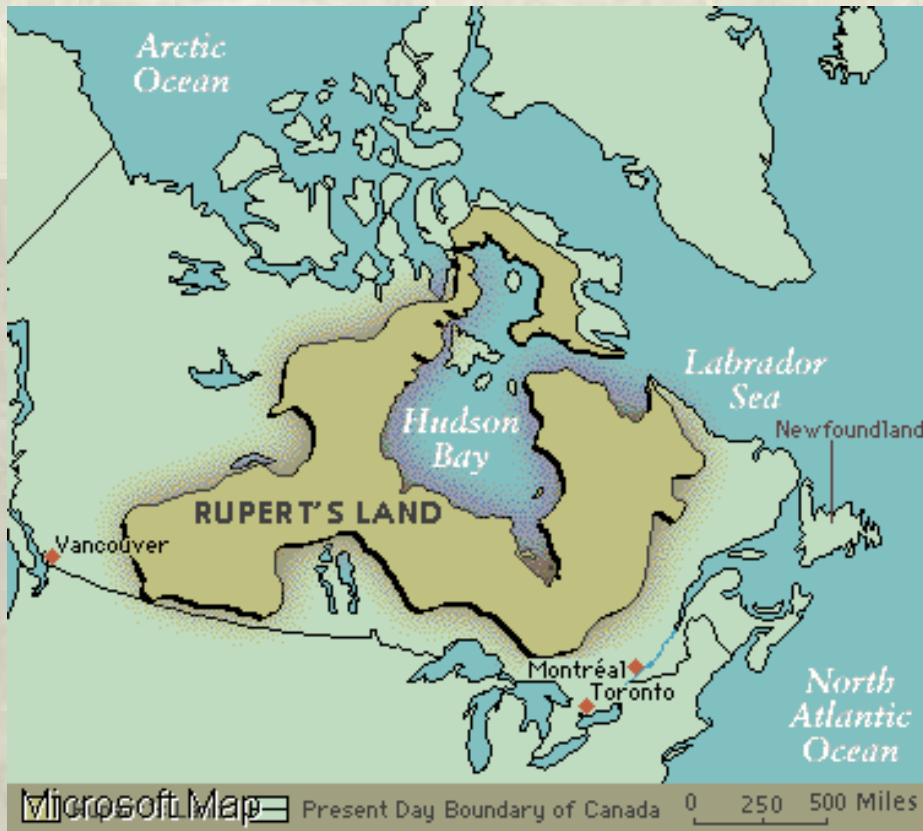 Arctic
Ocean
Labrador
Sea
Newfoundland
Hudson
Bay
RUPERT'S LAND
Vancouver
Montréal
Toronto
North
Atlantic
Ocean
Microsoft Map
Present Day Boundary of Canada
0 250 500 Miles